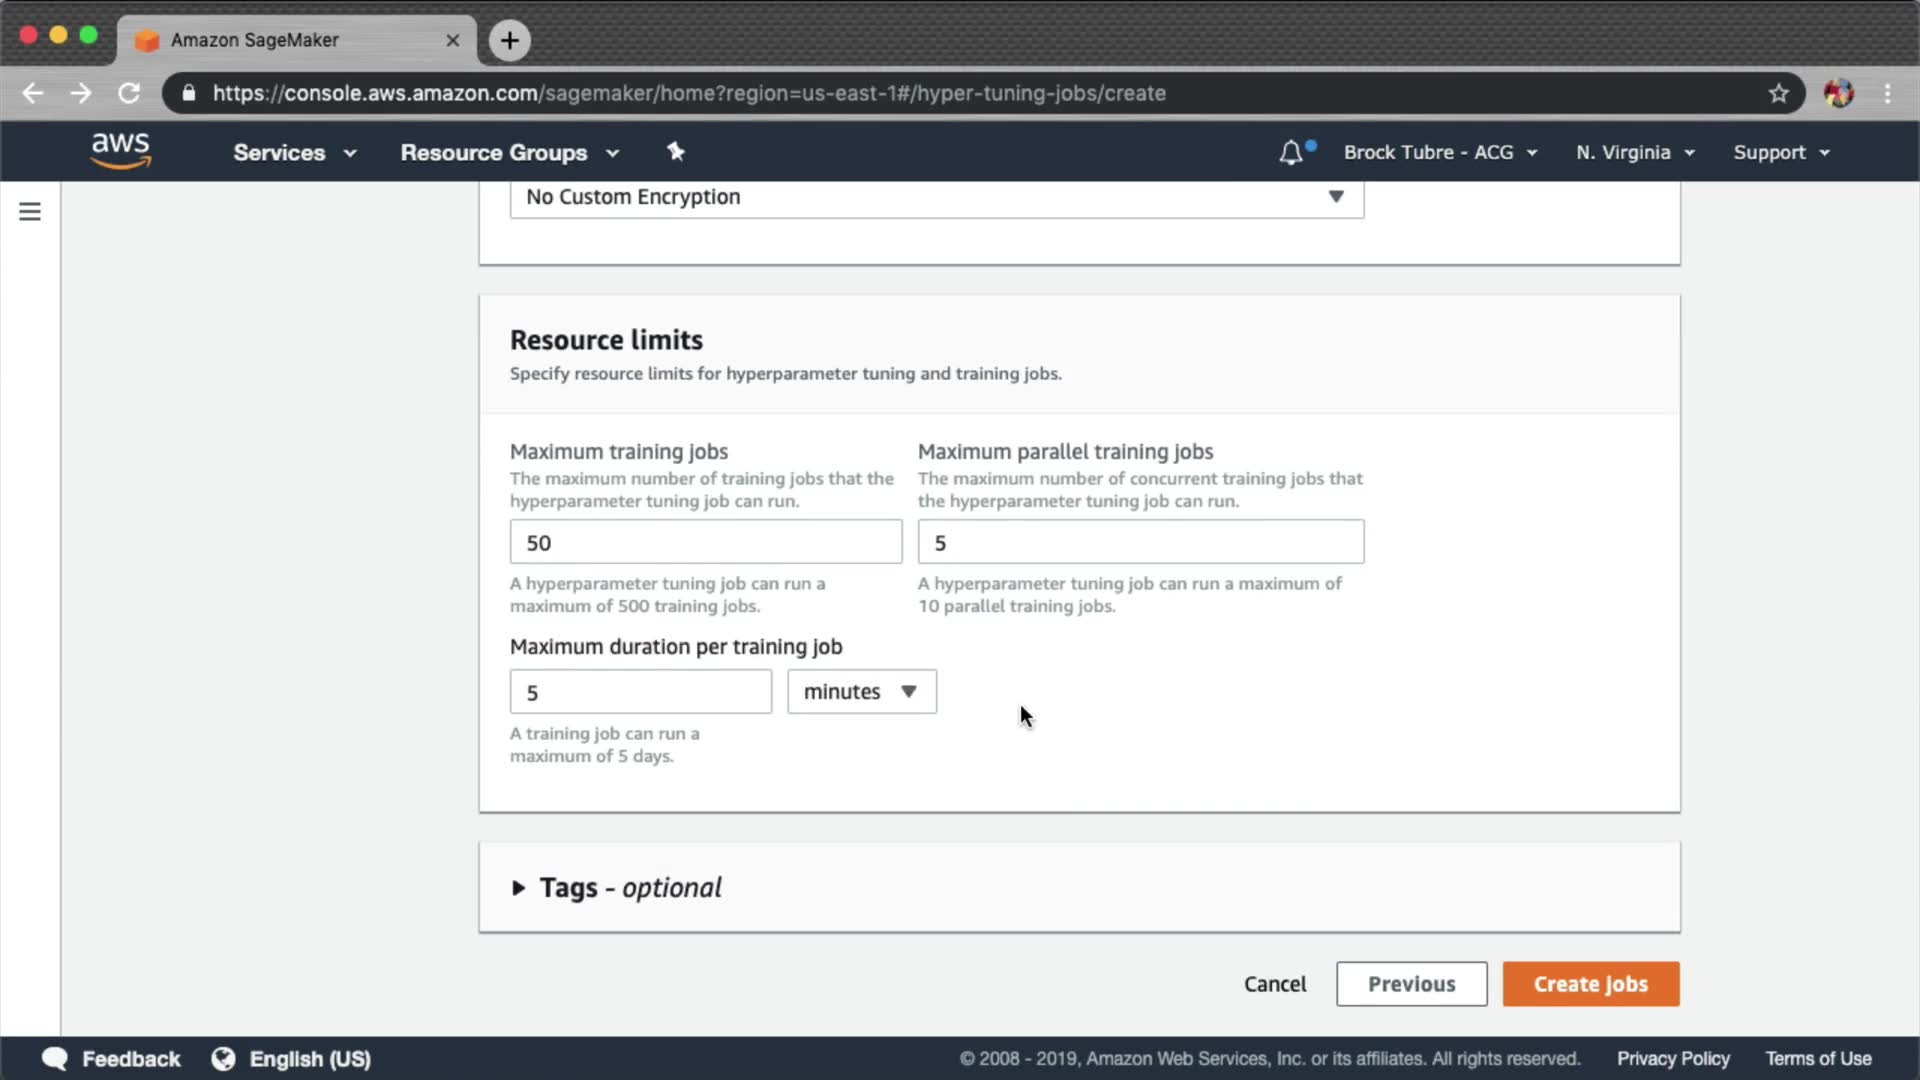 Amazon SageMaker
https://console.aws.amazon.com/sagemaker/home?region=us-east-1#/hyper-tuning-jobs/create
aws
Services
Resource Groups
Brock Tubre - ACG
N. Virginia
Support
No Custom Encryption
Resource limits
Specify resource limits for hyperparameter tuning and training jobs.
Maximum training jobs
The maximum number of training jobs that the
hyperparameter tuning job can run.
50
A hyperparameter tuning job can run a
maximum of 500 training jobs.
Maximum parallel training jobs
The maximum number of concurrent training jobs that
the hyperparameter tuning job can run.
5
A hyperparameter tuning job can run a maximum of
10 parallel training jobs.
Maximum duration per training job
5
minutes
A training job can run a
maximum of 5 days.
Tags - optional
Cancel
Previous
Create jobs
Feedback
English (US)
© 2008 - 2019, Amazon Web Services, Inc. or its affiliates. All rights reserved.
Privacy Policy
Terms of Use